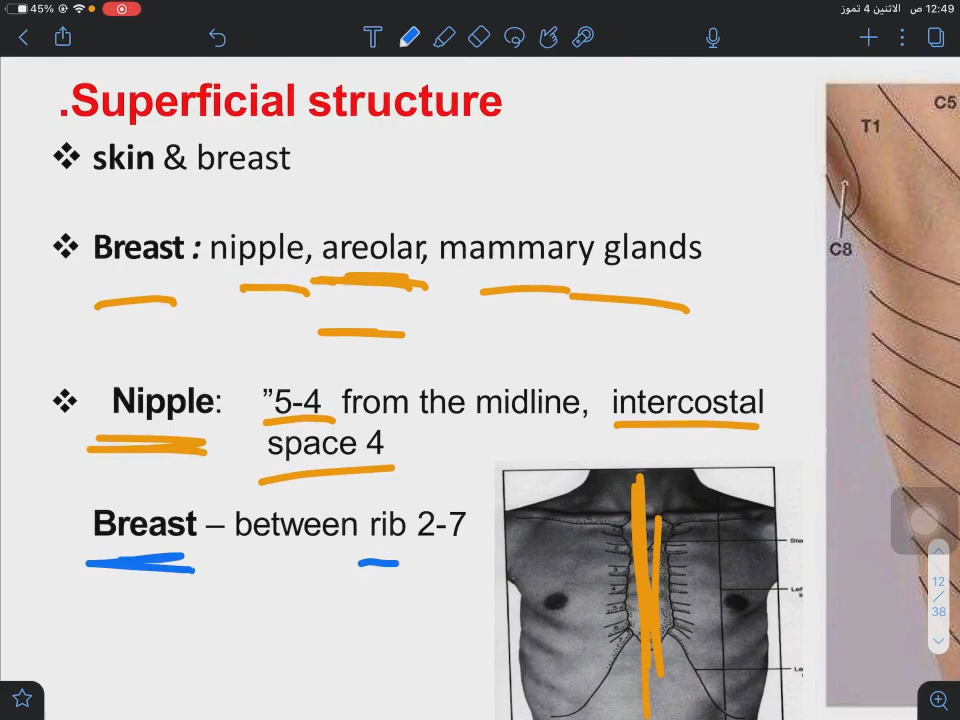 45%
12:49 ص الاثنين 4 تموز
.Superficial structure
❖ skin & breast
❖ Breast : nipple, areolar, mammary glands
❖ Nipple: ”5-4 from the midline, intercostal
space 4
Breast – between rib 2-7
C5
T1
C8
12
/
38